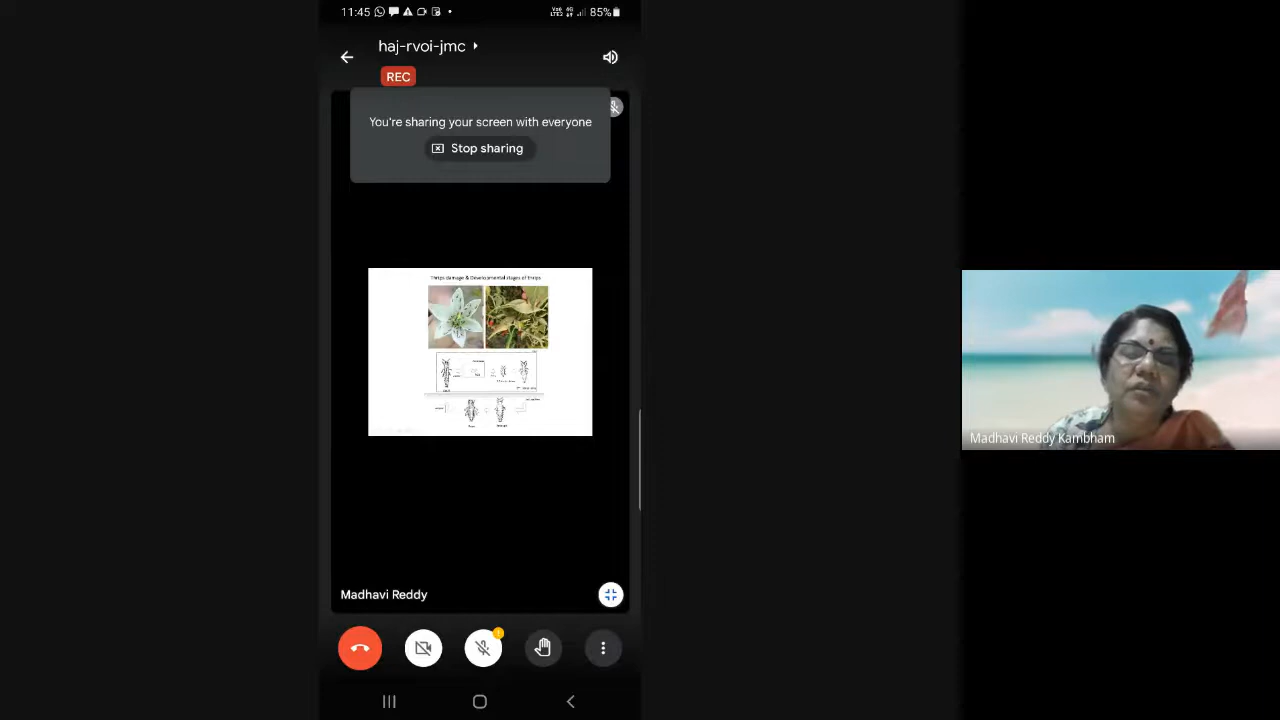 11:45
85%
haj-rvoi-jmc
REC
You're sharing your screen with everyone
Stop sharing
Thrips damage & Developmental stages of thrips
Madhavi Reddy
Madhavi Reddy Kambham